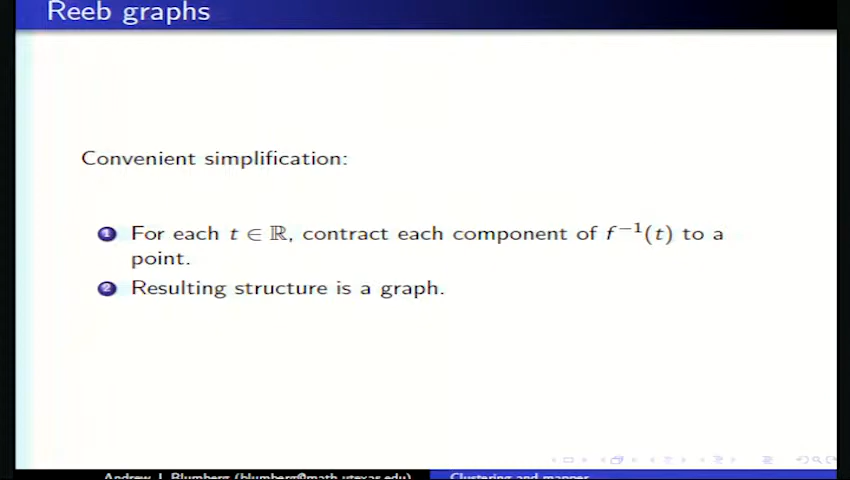 Reeb graphs
Convenient simplification:
1 For each t ∈ ℝ, contract each component of f⁻¹(t) to a
point.
2 Resulting structure is a graph.
Andrew J. Blumberg (blumberg@math.utexas.edu)
Clustering and mapper